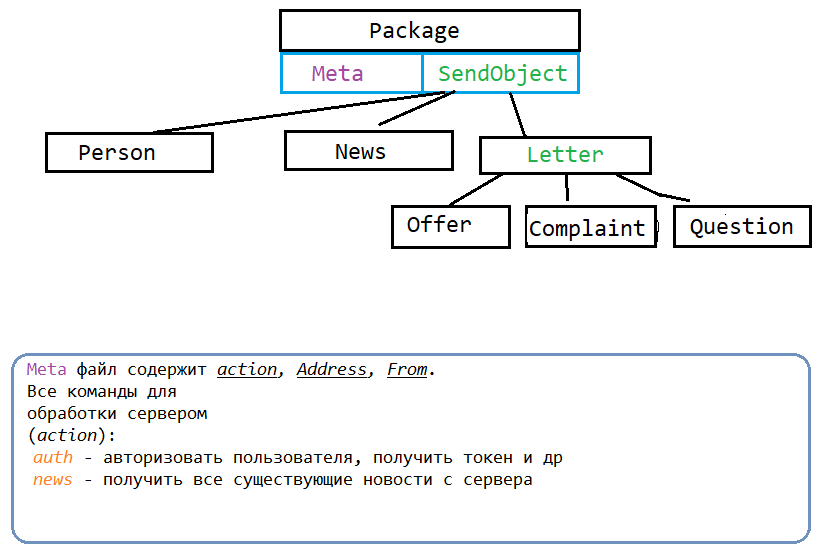 Package
Meta
SendObject
Person
News
Letter
Offer
Complaint
Question
Meta файл содержит action, Address, From.
Все команды для
обработки сервером
(action):
auth - авторизовать пользователя, получить токен и др
news - получить все существующие новости с сервера